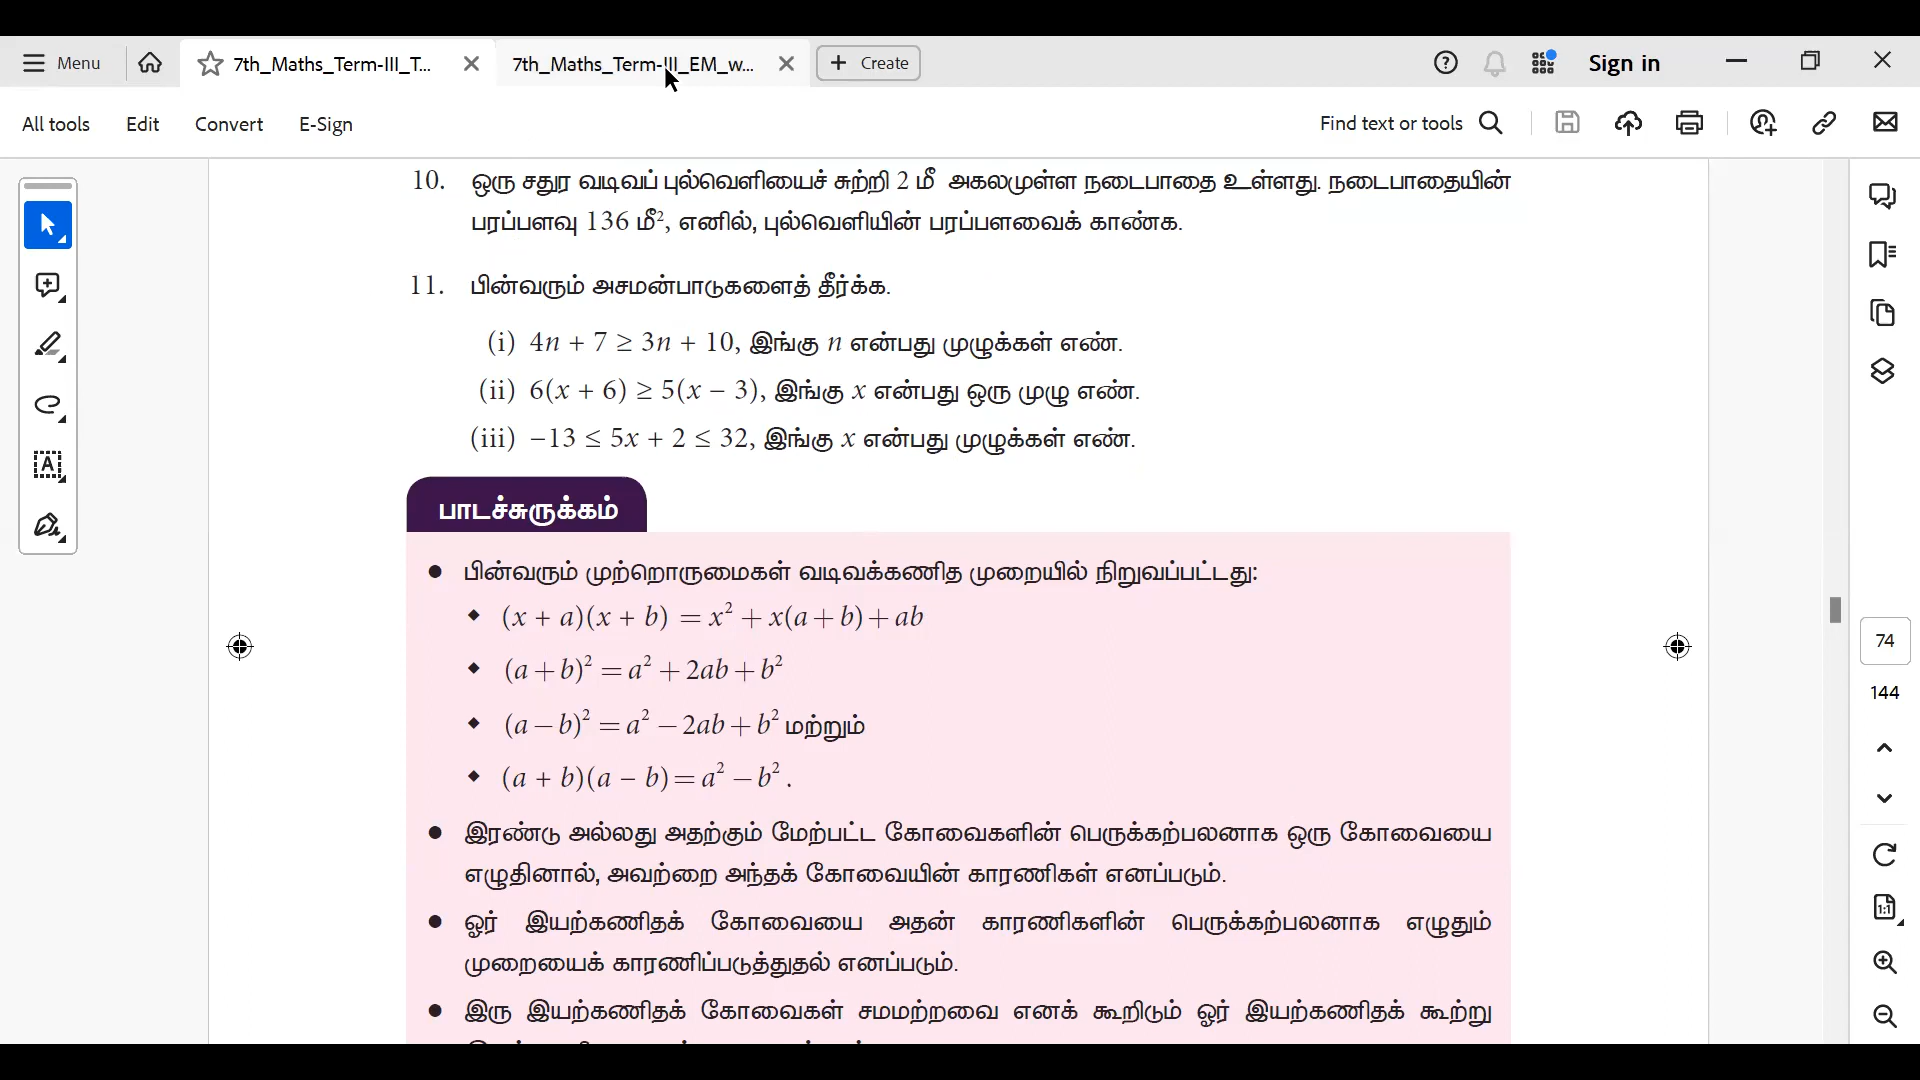 Menu
7th_Maths_Term-III_T...
7th_Maths_Term-III_EM_w...
Create
Sign in
All tools
Edit
Convert
E-Sign
Find text or tools
10. ஒரு சதுர வடிவப் புல்வெளியைச் சுற்றி 2 மீ அகலமுள்ள நடைபாதை உள்ளது. நடைபாதையின்
பரப்பளவு 136 மீ², எனில், புல்வெளியின் பரப்பளவைக் காண்க.
11. பின்வரும் அசமன்பாடுகளைத் தீர்க்க.
(i) 4n + 7 ≥ 3n + 10, இங்கு n என்பது முழுக்கள் எண்.
(ii) 6(x + 6) ≥ 5(x − 3), இங்கு x என்பது ஒரு முழு எண்.
(iii) −13 ≤ 5x + 2 ≤ 32, இங்கு x என்பது முழுக்கள் எண்.
பாடச்சுருக்கம்
● பின்வரும் முற்றொருமைகள் வடிவக்கணித முறையில் நிறுவப்பட்டது:
◆ (x + a)(x + b) = x² + x(a + b) + ab
◆ (a + b)² = a² + 2ab + b²
◆ (a − b)² = a² − 2ab + b² மற்றும்
◆ (a + b)(a − b) = a² − b² .
● இரண்டு அல்லது அதற்கும் மேற்பட்ட கோவைகளின் பெருக்கற்பலனாக ஒரு கோவையை
எழுதினால், அவற்றை அந்தக் கோவையின் காரணிகள் எனப்படும்.
● ஓர் இயற்கணிதக் கோவையை அதன் காரணிகளின் பெருக்கற்பலனாக எழுதும்
முறையைக் காரணிப்படுத்துதல் எனப்படும்.
● இரு இயற்கணிதக் கோவைகள் சமமற்றவை எனக் கூறிடும் ஓர் இயற்கணிதக் கூற்று
74
144